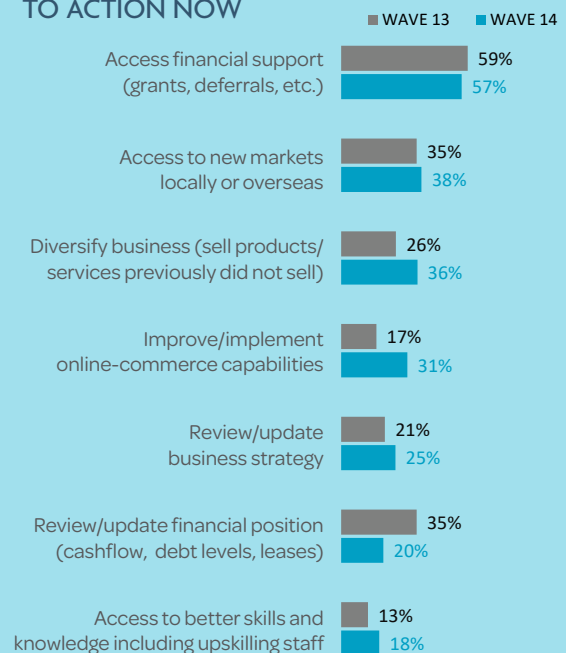 TO ACTION NOW
WAVE 13 WAVE 14
Access financial support
(grants, deferrals, etc.)
59%
57%
Access to new markets
locally or overseas
35%
38%
Diversify business (sell products/
services previously did not sell)
26%
36%
Improve/implement
online-commerce capabilities
17%
31%
Review/update
business strategy
21%
25%
Review/update financial position
(cashflow, debt levels, leases)
35%
20%
Access to better skills and
knowledge including upskilling staff
13%
18%